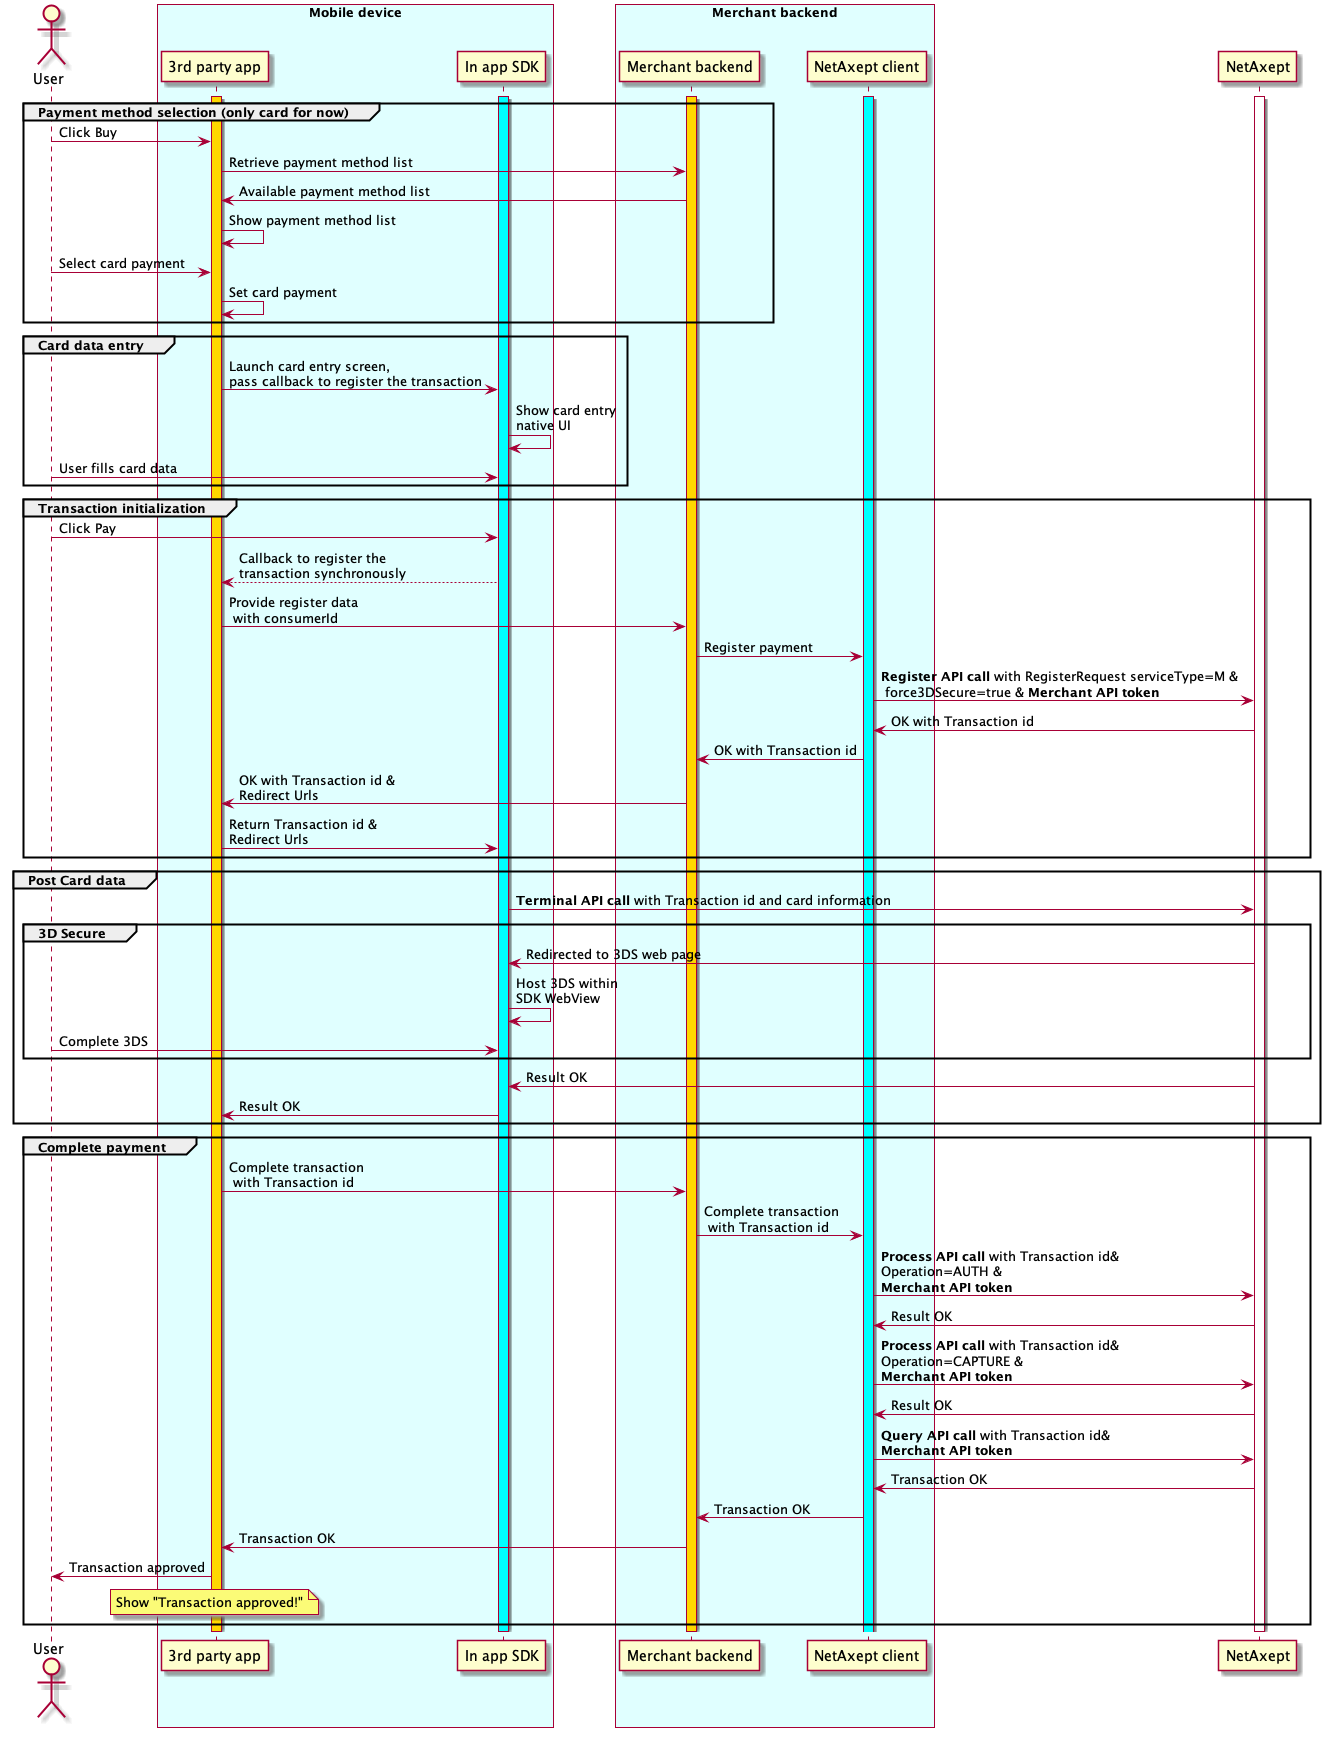 Mobile device
Merchant backend
User
3rd party app
In app SDK
Merchant backend
NetAxept client
NetAxept
Payment method selection (only card for now)
Click Buy
Retrieve payment method list
Available payment method list
Show payment method list
Select card payment
Set card payment
Card data entry
Launch card entry screen,
pass callback to register the transaction
Show card entry
native UI
User fills card data
Transaction initialization
Click Pay
Callback to register the
transaction synchronously
Provide register data
with consumerId
Register payment
Register API call with RegisterRequest serviceType=M &
force3DSecure=true & Merchant API token
OK with Transaction id
OK with Transaction id
OK with Transaction id &
Redirect Urls
Return Transaction id &
Redirect Urls
Post Card data
Terminal API call with Transaction id and card information
3D Secure
Redirected to 3DS web page
Host 3DS within
SDK WebView
Complete 3DS
Result OK
Result OK
Complete payment
Complete transaction
with Transaction id
Complete transaction
with Transaction id
Process API call with Transaction id&
Operation=AUTH &
Merchant API token
Result OK
Process API call with Transaction id&
Operation=CAPTURE &
Merchant API token
Result OK
Query API call with Transaction id&
Merchant API token
Transaction OK
Transaction OK
Transaction OK
Transaction approved
Show "Transaction approved!"
User
3rd party app
In app SDK
Merchant backend
NetAxept client
NetAxept